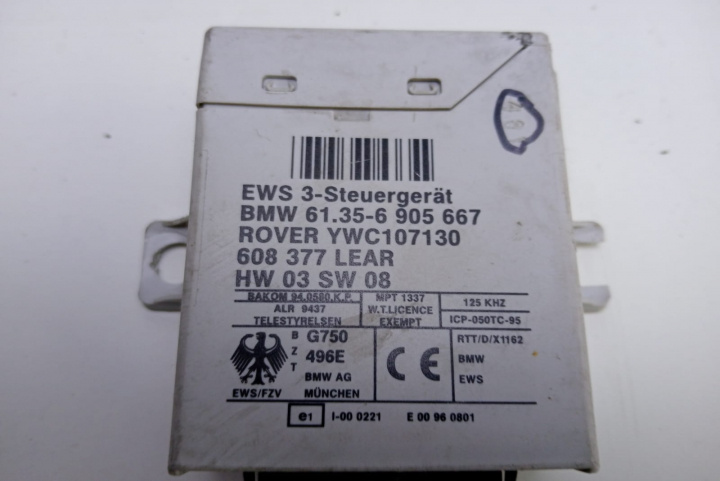 EWS 3-Steuergerät
BMW 61.35-6 905 667
ROVER YWC107130
608 377 LEAR
HW 03 SW 08
BAKOM 94.0580.K.P.
ALR 9437
TELESTYRELSEN
MPT 1337
W.T.LICENCE
EXEMPT
125 KHZ
ICP-050TC-95
EWS/FZV
B Z T
G750
496E
BMW AG
MÜNCHEN
CE
RTT/D/X1162
BMW
EWS
e1 I-00 0221 E 00 96 0801